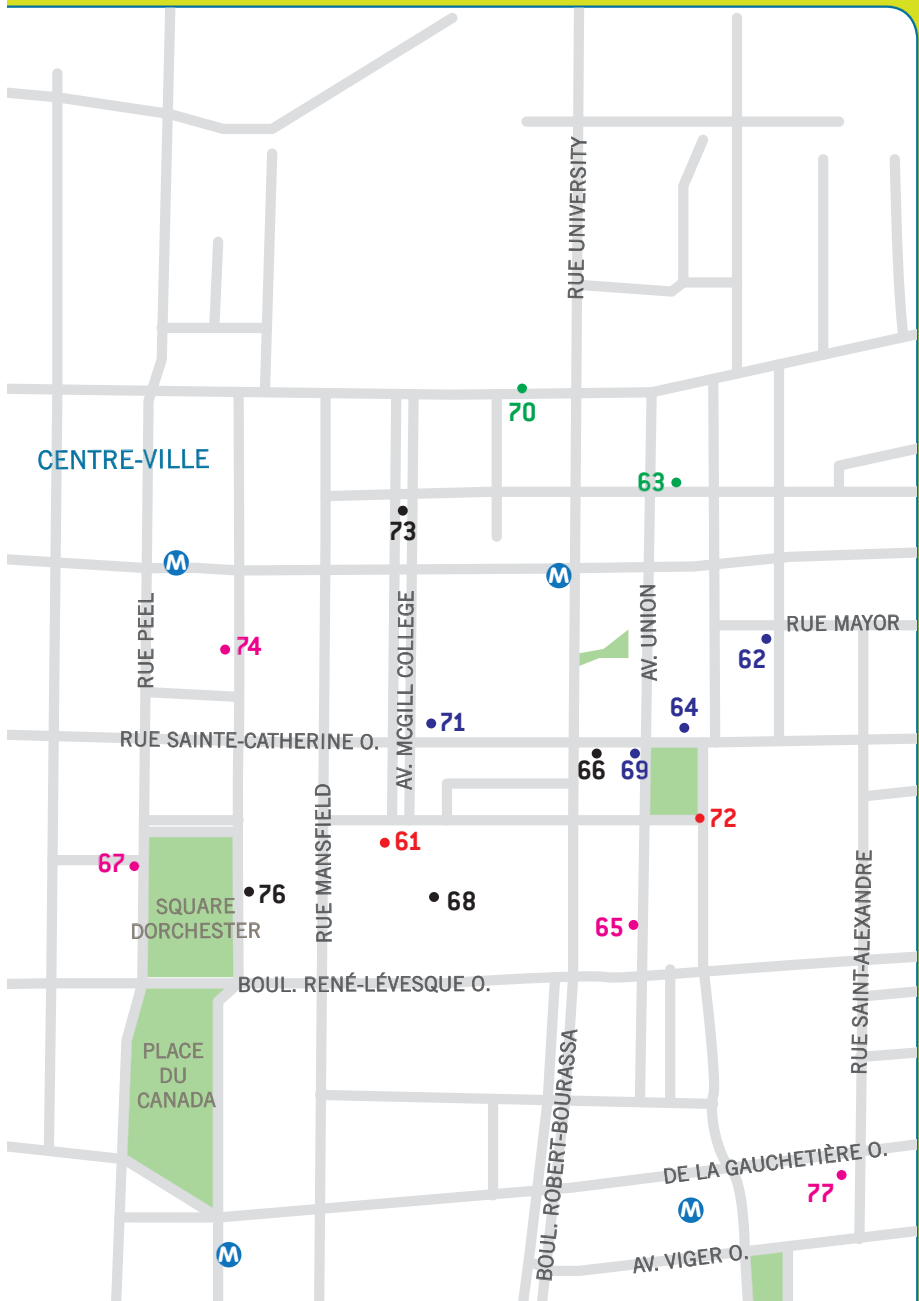 RUE UNIVERSITY
70
CENTRE-VILLE
63
73
M
M
RUE PEEL
AV. MCGILL COLLEGE
AV. UNION
RUE MAYOR
74
62
64
71
RUE SAINTE-CATHERINE O.
66
69
RUE MANSFIELD
72
61
67
76
68
SQUARE
DORCHESTER
65
RUE SAINT-ALEXANDRE
BOUL. RENÉ-LÉVESQUE O.
PLACE
DU
CANADA
BOUL. ROBERT-BOURASSA
DE LA GAUCHETIÈRE O.
77
M
M
AV. VIGER O.